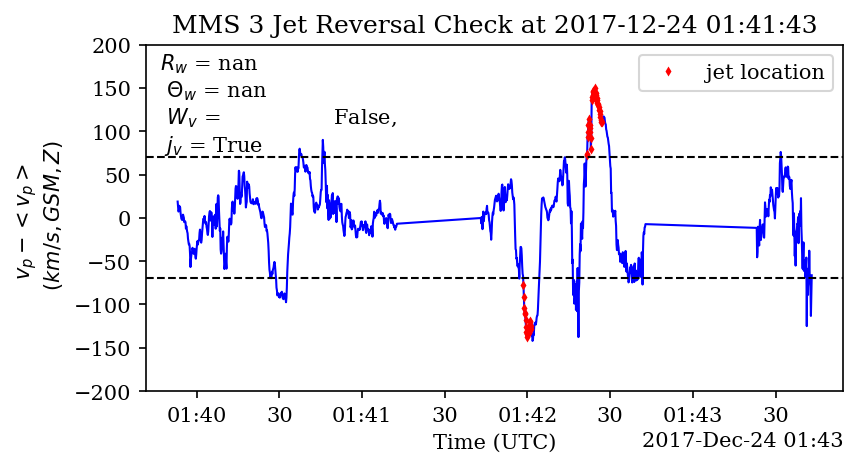 MMS 3 Jet Reversal Check at 2017-12-24 01:41:43
R_w = nan
Θ_w = nan
W_v = False,
j_v = True
jet location
v_p − < v_p >
(km/s, GSM, Z)
200
150
100
50
0
−50
−100
−150
−200
01:40 30 01:41 30 01:42 30 01:43 30
Time (UTC)
2017-Dec-24 01:43